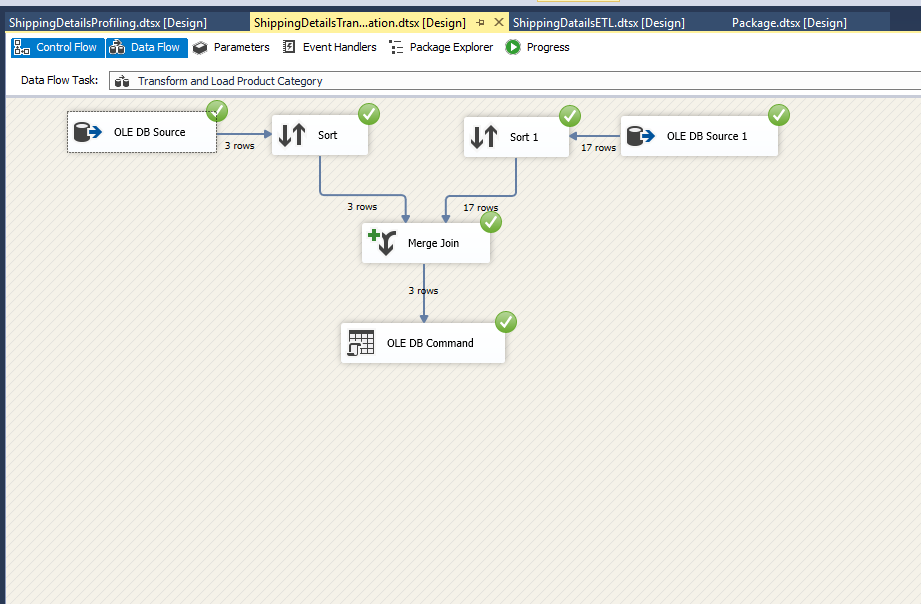 ShippingDetailsProfiling.dtsx [Design]
ShippingDetailsTran...ation.dtsx [Design]
ShippingDatailsETL.dtsx [Design]
Package.dtsx [Design]
Control Flow
Data Flow
Parameters
Event Handlers
Package Explorer
Progress
Data Flow Task:
Transform and Load Product Category
OLE DB Source
3 rows
Sort
Sort 1
17 rows
OLE DB Source 1
3 rows
17 rows
Merge Join
3 rows
OLE DB Command